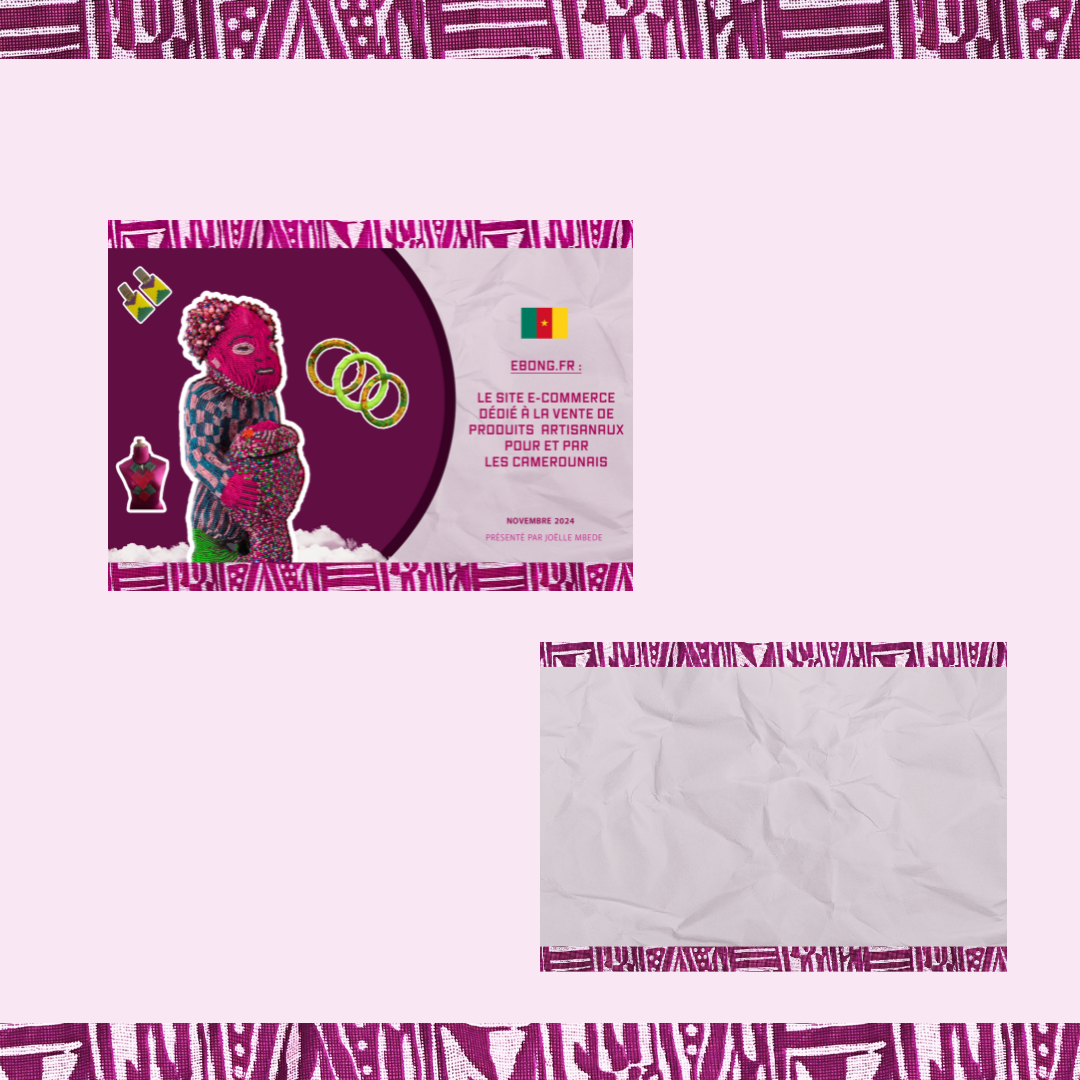 EBONG.FR :
LE SITE E-COMMERCE
DÉDIÉ À LA VENTE DE
PRODUITS ARTISANAUX
POUR ET PAR
LES CAMEROUNAIS
NOVEMBRE 2024
PRÉSENTÉ PAR JOËLLE MBEDE